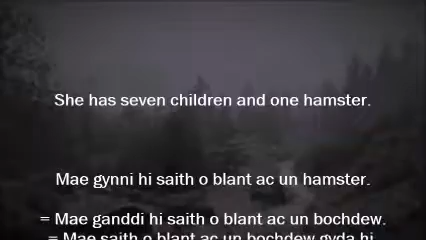 She has seven children and one hamster.
Mae gynni hi saith o blant ac un hamster.
= Mae ganddi hi saith o blant ac un bochdew.
= Mae saith o blant ac un bochdew gyda hi